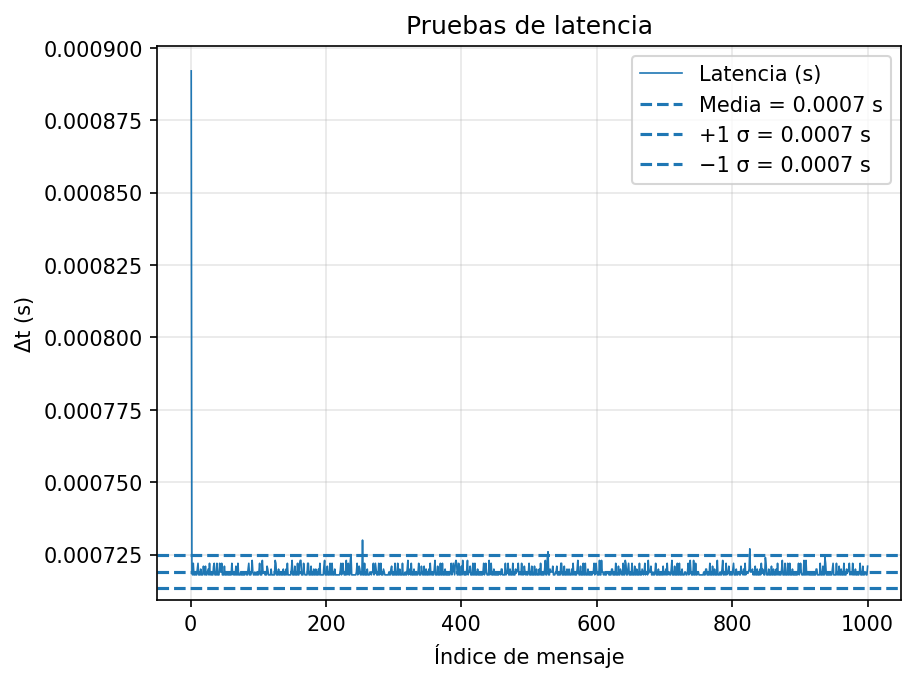 Pruebas de latencia
Latencia (s)
Media = 0.0007 s
+1 σ = 0.0007 s
−1 σ = 0.0007 s
Δt (s)
0.000900
0.000875
0.000850
0.000825
0.000800
0.000775
0.000750
0.000725
0 200 400 600 800 1000
Índice de mensaje